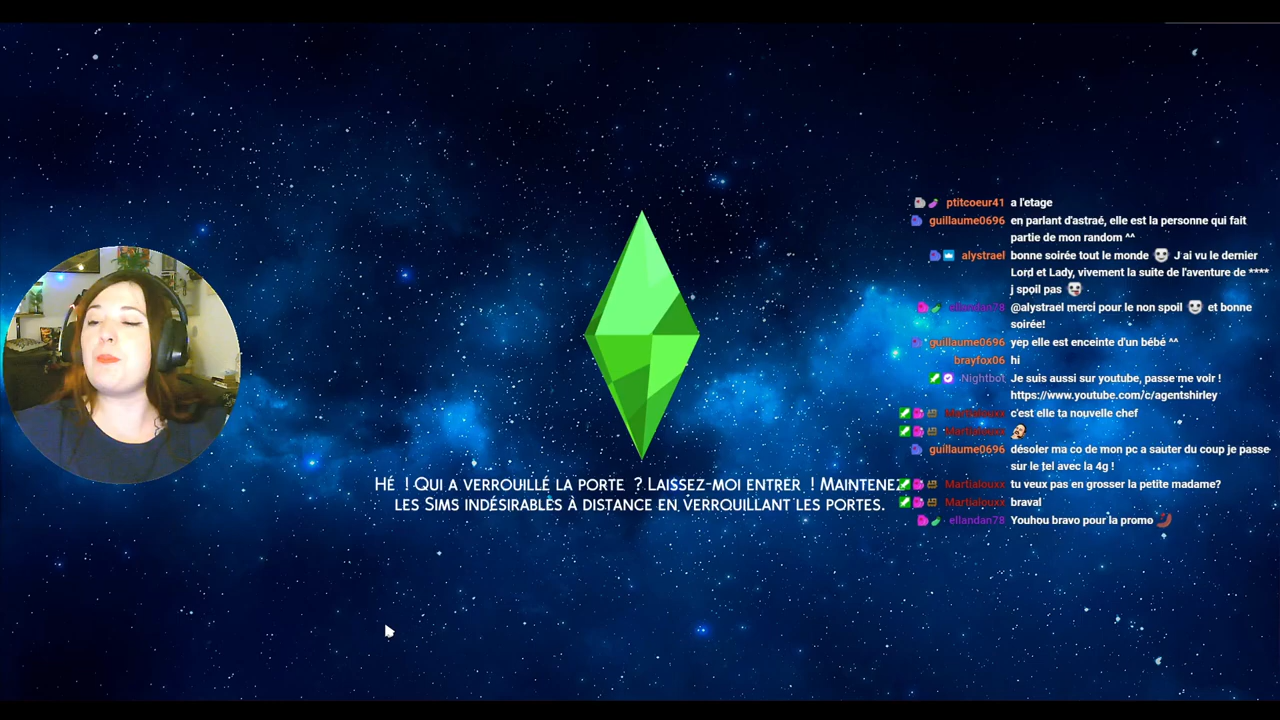 HÉ ! QUI A VERROUILLÉ LA PORTE ? LAISSEZ-MOI ENTRER ! MAINTENEZ
LES SIMS INDÉSIRABLES À DISTANCE EN VERROUILLANT LES PORTES.
ptitcoeur41 a l'etage
guillaume0696 en parlant d'astraé, elle est la personne qui fait
partie de mon random ^^
alystrael bonne soirée tout le monde J ai vu le dernier
Lord et Lady, vivement la suite de l'aventure de ****
j spoil pas
ellandan78 @alystrael merci pour le non spoil et bonne
soirée!
guillaume0696 yep elle est enceinte d'un bébé ^^
brayfox06 hi
Nightbot Je suis aussi sur youtube, passe me voir !
https://www.youtube.com/c/agentshirley
Martialouxx c'est elle ta nouvelle chef
Martialouxx
guillaume0696 désoler ma co de mon pc a sauter du coup je passe
sur le tel avec la 4g !
Martialouxx tu veux pas en grosser la petite madame?
Martialouxx braval
ellandan78 Youhou bravo pour la promo